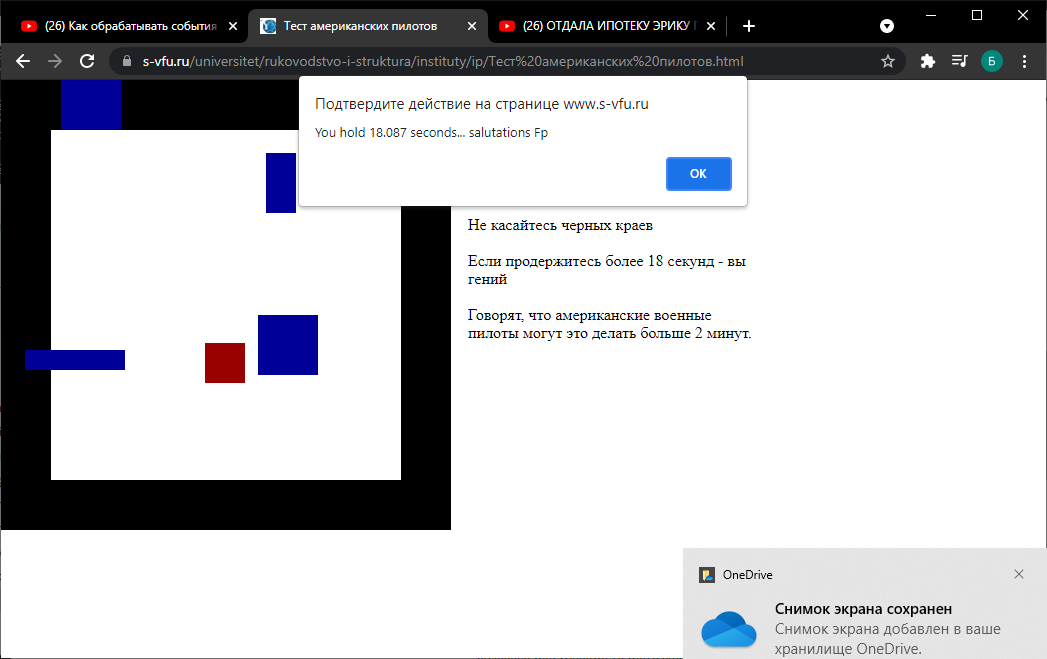 (26) Как обрабатывать события
Тест американских пилотов
(26) ОТДАЛА ИПОТЕКУ ЭРИКУ
s-vfu.ru/universitet/rukovodstvo-i-struktura/instituty/ip/Тест%20американских%20пилотов.html
Б
Подтвердите действие на странице www.s-vfu.ru
You hold 18.087 seconds... salutations Fp
ОК
Не касайтесь черных краев
Если продержитесь более 18 секунд - вы
гений
Говорят, что американские военные
пилоты могут это делать больше 2 минут.
OneDrive
Снимок экрана сохранен
Снимок экрана добавлен в ваше
хранилище OneDrive.